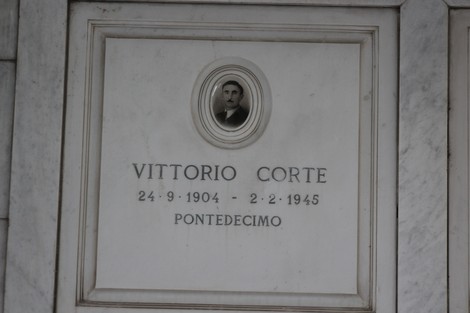 VITTORIO CORTE
24·9·1904 - 2·2·1945
PONTEDECIMO